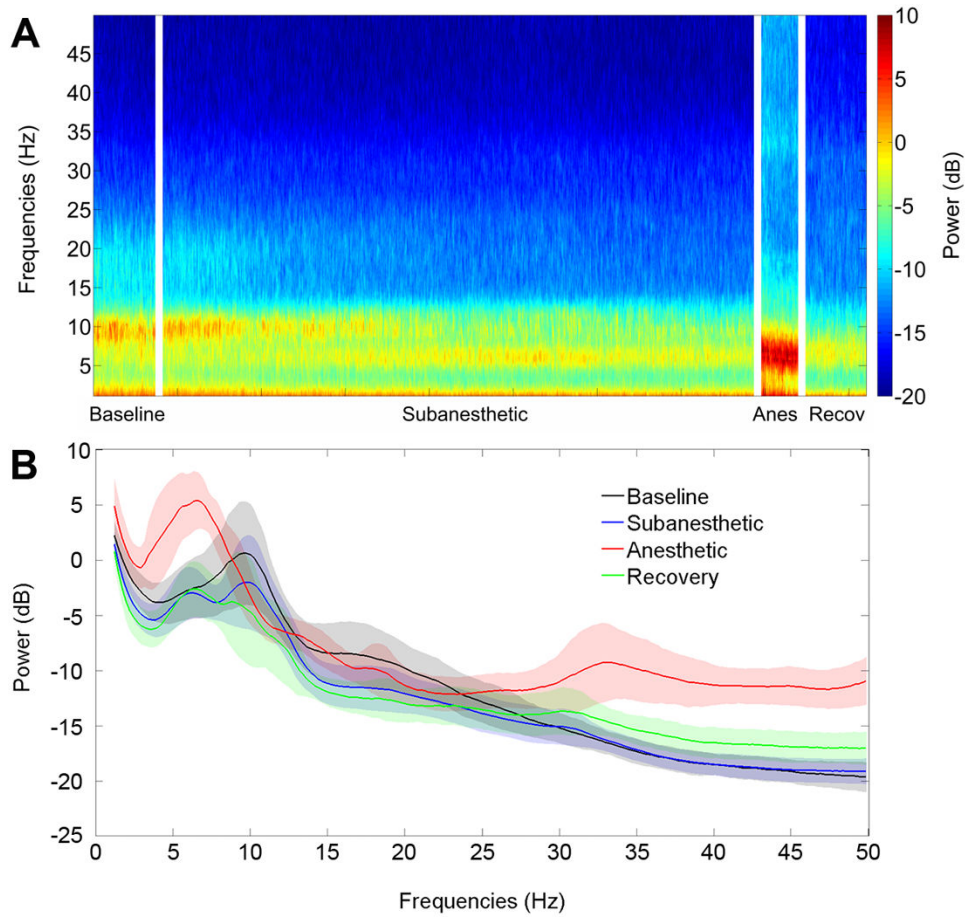 A
Frequencies (Hz)
45
40
35
30
25
20
15
10
5
Baseline
Subanesthetic
Anes
Recov
10
5
0
-5
-10
-15
-20
Power (dB)
B
Power (dB)
10
5
0
-5
-10
-15
-20
-25
Baseline
Subanesthetic
Anesthetic
Recovery
0 5 10 15 20 25 30 35 40 45 50
Frequencies (Hz)